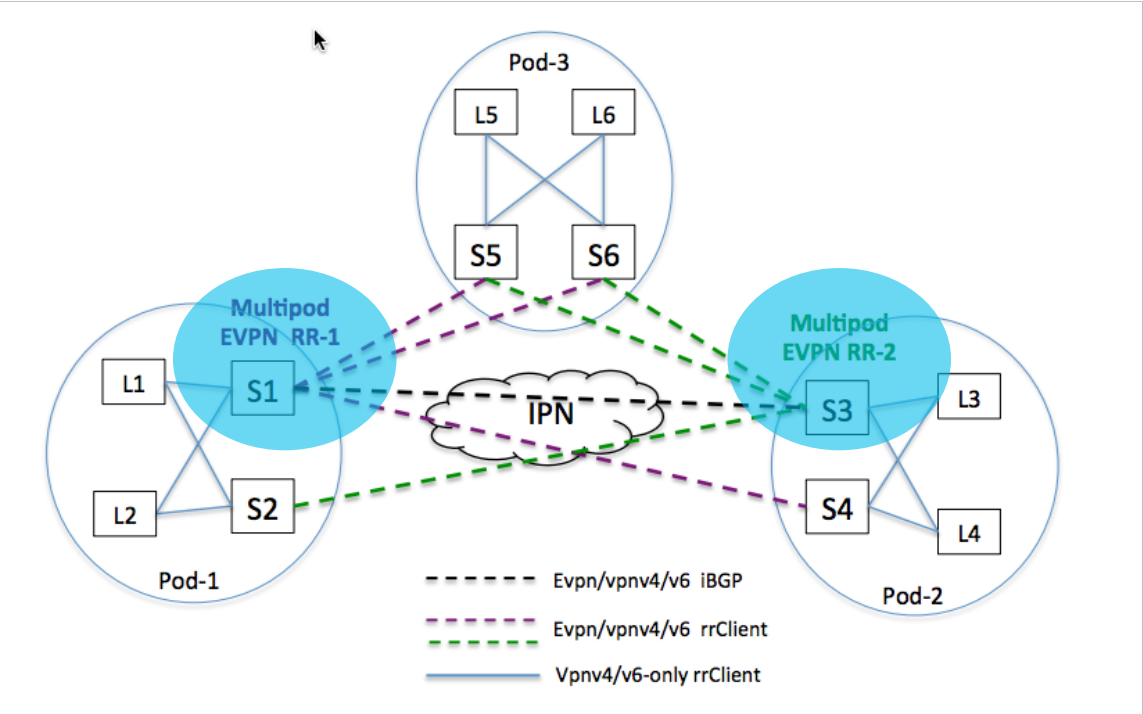 Pod-3
L5
L6
S5
S6
Multipod
EVPN RR-1
L1
S1
L2
S2
Pod-1
IPN
Multipod
EVPN RR-2
S3
L3
S4
L4
Pod-2
Evpn/vpnv4/v6 iBGP
Evpn/vpnv4/v6 rrClient
Vpnv4/v6-only rrClient